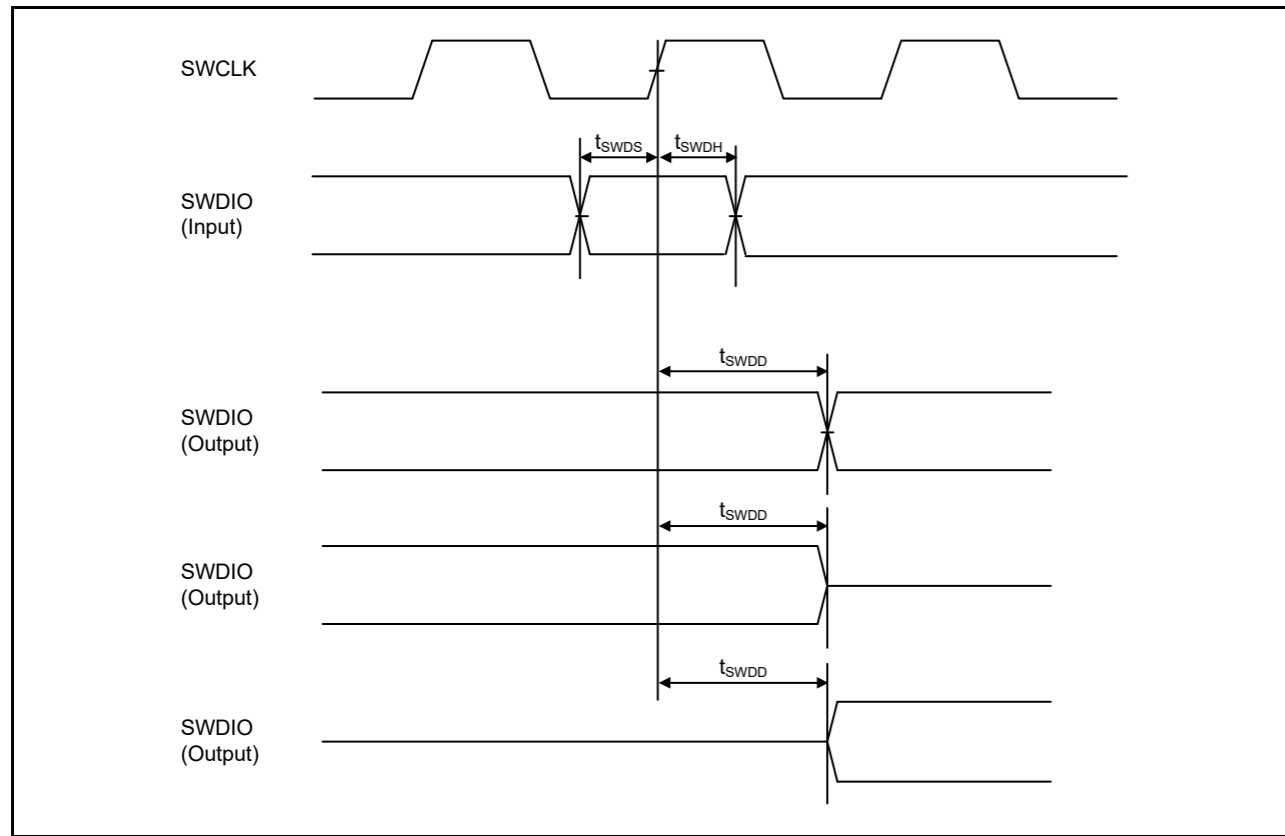 SWCLK
tSWDS
tSWDH
SWDIO
(Input)
tSWDD
SWDIO
(Output)
tSWDD
SWDIO
(Output)
tSWDD
SWDIO
(Output)